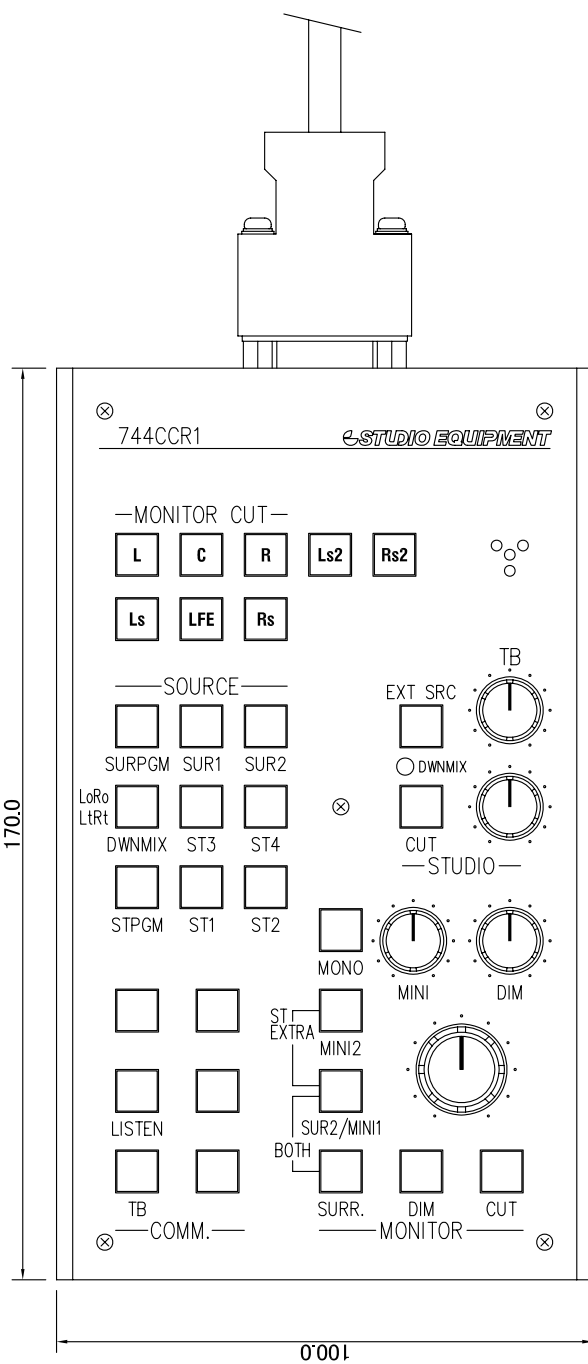 744CCR1 STUDIO EQUIPMENT
MONITOR CUT
L C R Ls2 Rs2
Ls LFE Rs
TB
SOURCE
EXT SRC
SURPGM SUR1 SUR2
DWNMIX
LoRo
LtRt
DWNMIX ST3 ST4
CUT
STUDIO
STPGM ST1 ST2
MONO
MINI DIM
ST
EXTRA
MINI2
LISTEN
SUR2/MINI1
BOTH
TB
SURR. DIM CUT
COMM.
MONITOR
170.0
100.0